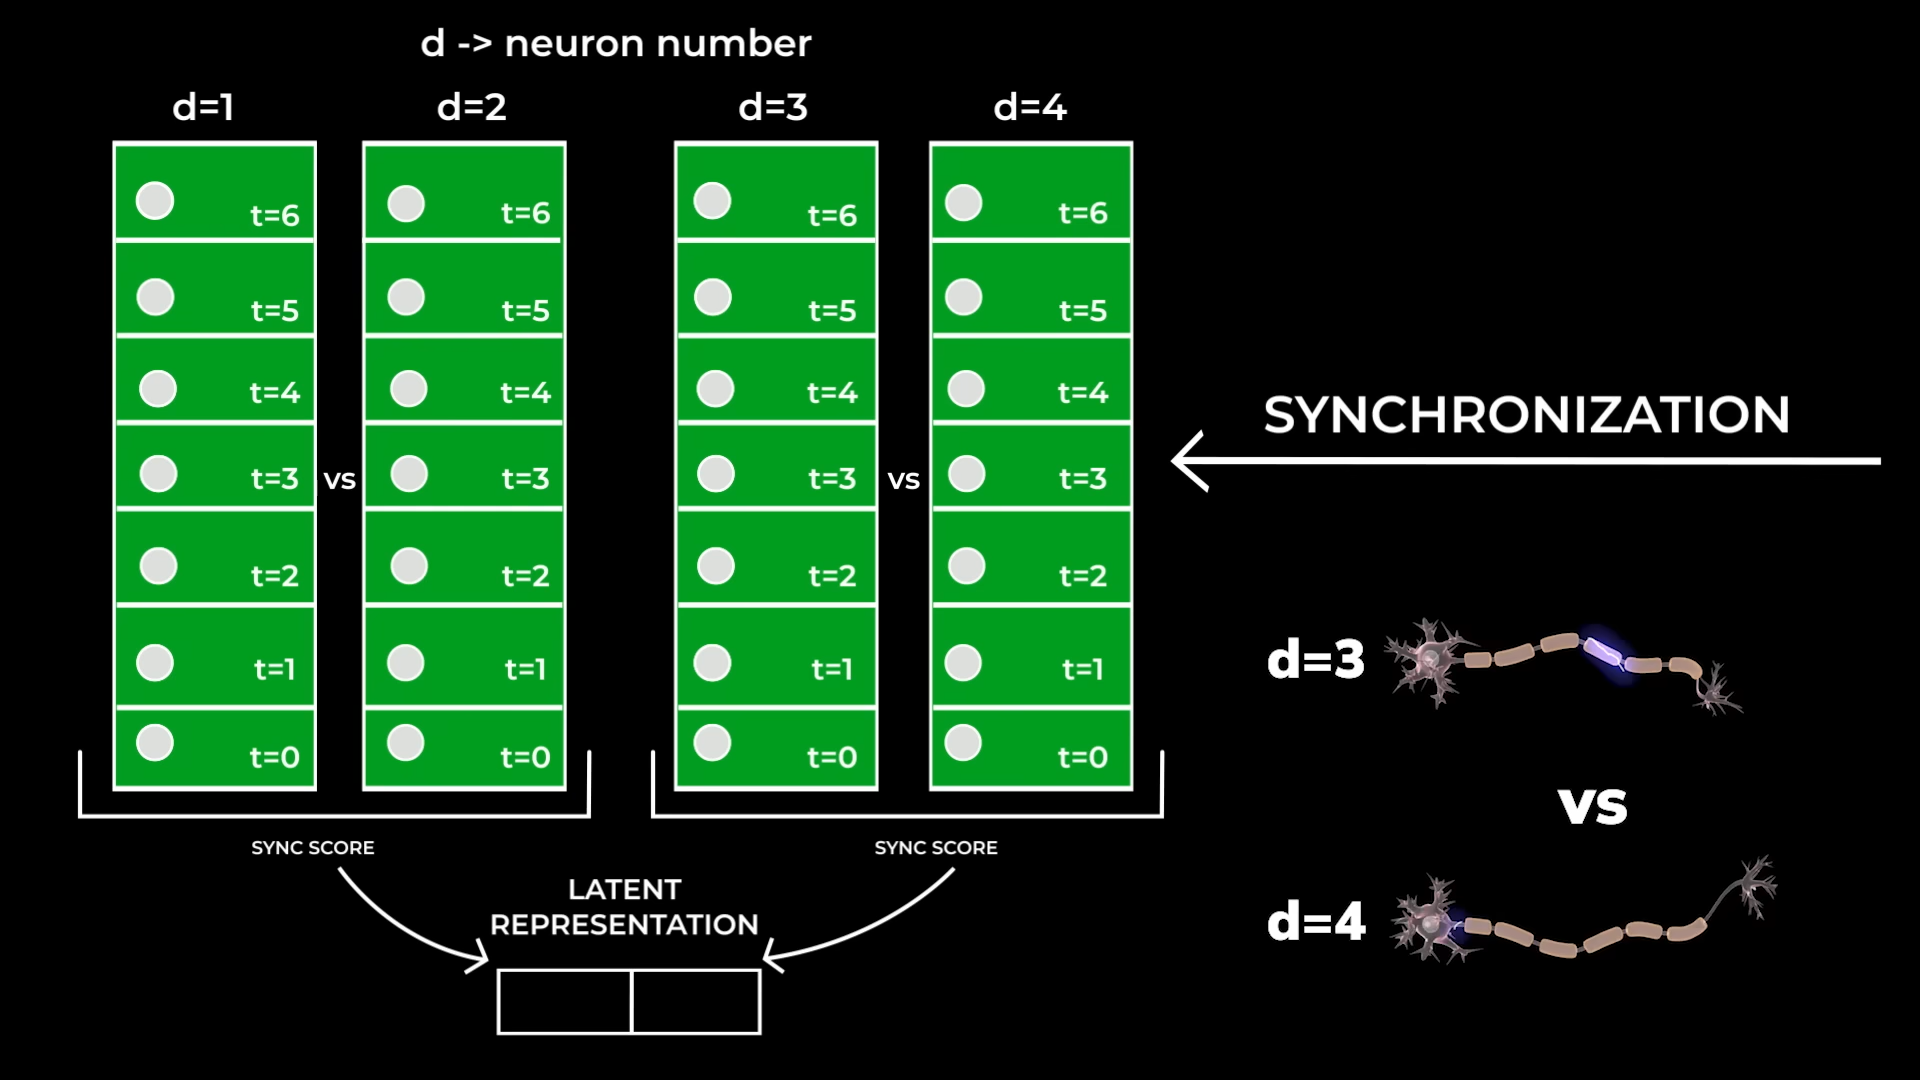 d -> neuron number
d=1
d=2
d=3
d=4
t=6
t=5
t=4
t=3
t=2
t=1
t=0
vs
t=6
t=5
t=4
t=3
t=2
t=1
t=0
t=6
t=5
t=4
t=3
t=2
t=1
t=0
vs
t=6
t=5
t=4
t=3
t=2
t=1
t=0
SYNC SCORE
SYNC SCORE
LATENT
REPRESENTATION
SYNCHRONIZATION
d=3
vs
d=4